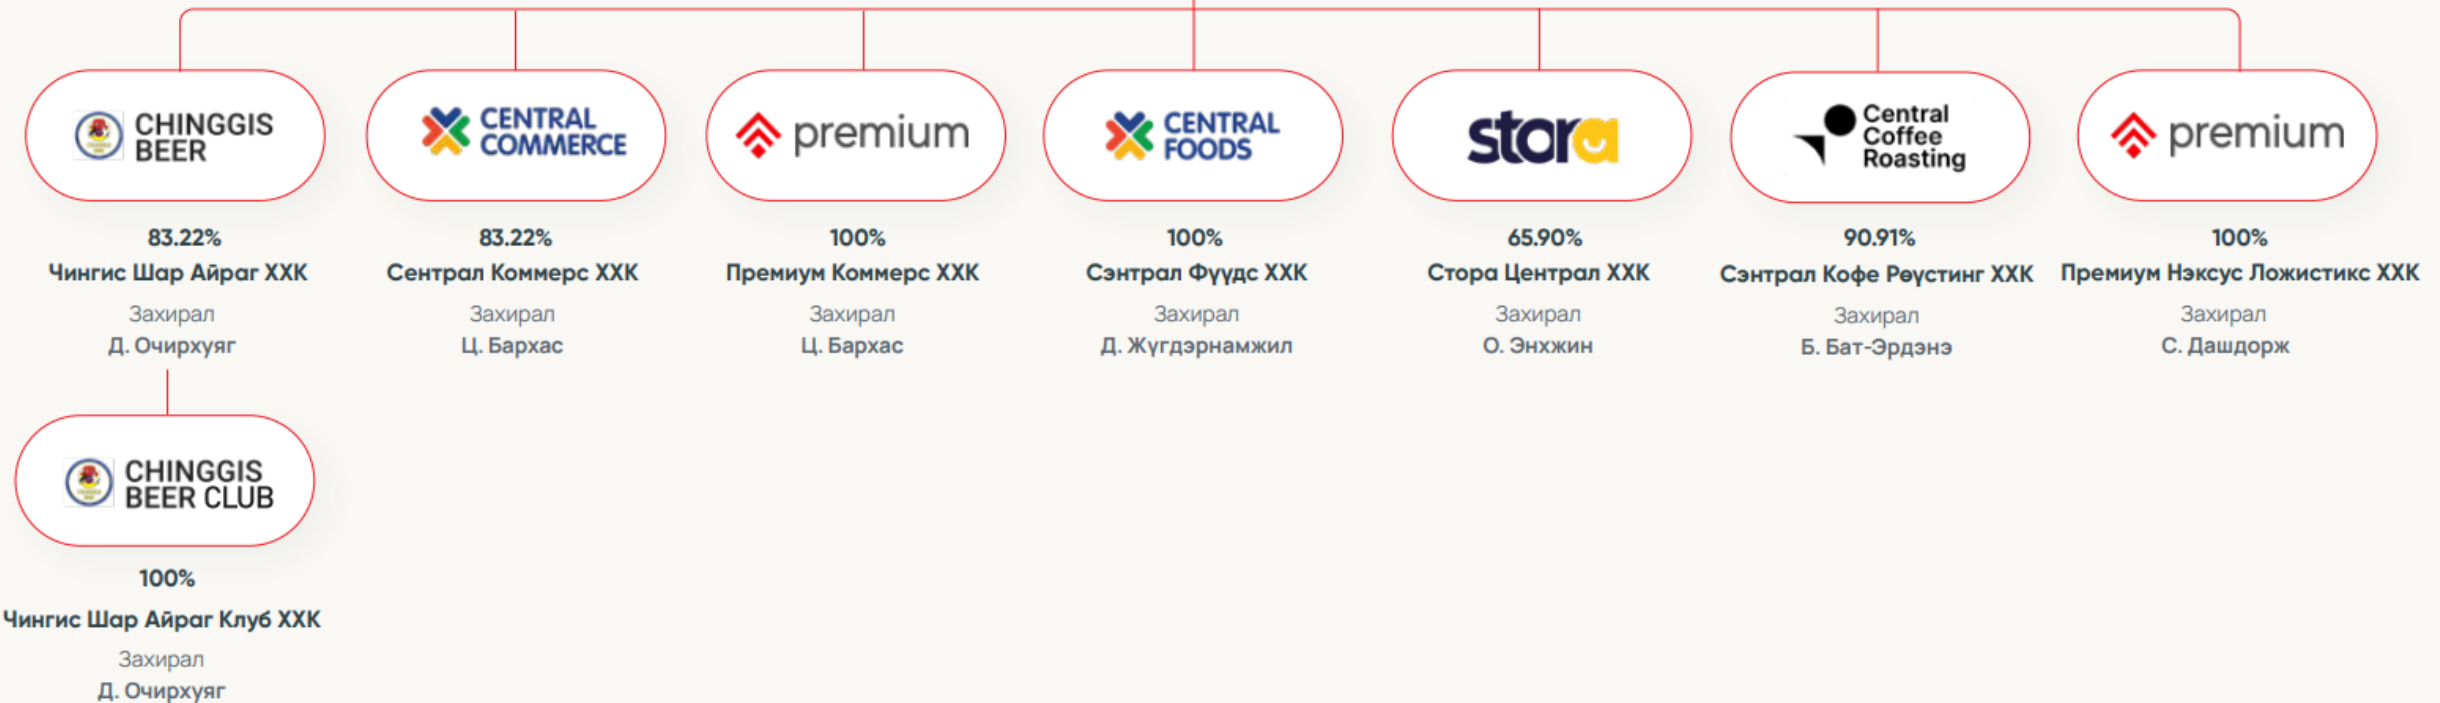 CHINGGIS
BEER
CENTRAL
COMMERCE
premium
CENTRAL
FOODS
stora
Central
Coffee
Roasting
premium
83.22%
Чингис Шар Айраг ХХК
Захирал
Д. Очирхуяг
83.22%
Сентрал Коммерс ХХК
Захирал
Ц. Бархас
100%
Премиум Коммерс ХХК
Захирал
Ц. Бархас
100%
Сэнтрал Фүүдс ХХК
Захирал
Д. Жүгдэрнамжил
65.90%
Стора Централ ХХК
Захирал
О. Энхжин
90.91%
Сэнтрал Кофе Рөүстинг ХХК
Захирал
Б. Бат-Эрдэнэ
100%
Премиум Нэксус Ложистикс ХХК
Захирал
С. Дашдорж
CHINGGIS
BEER CLUB
100%
Чингис Шар Айраг Клуб ХХК
Захирал
Д. Очирхуяг